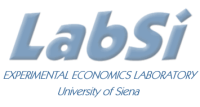 LabSi
EXPERIMENTAL ECONOMICS LABORATORY
University of Siena